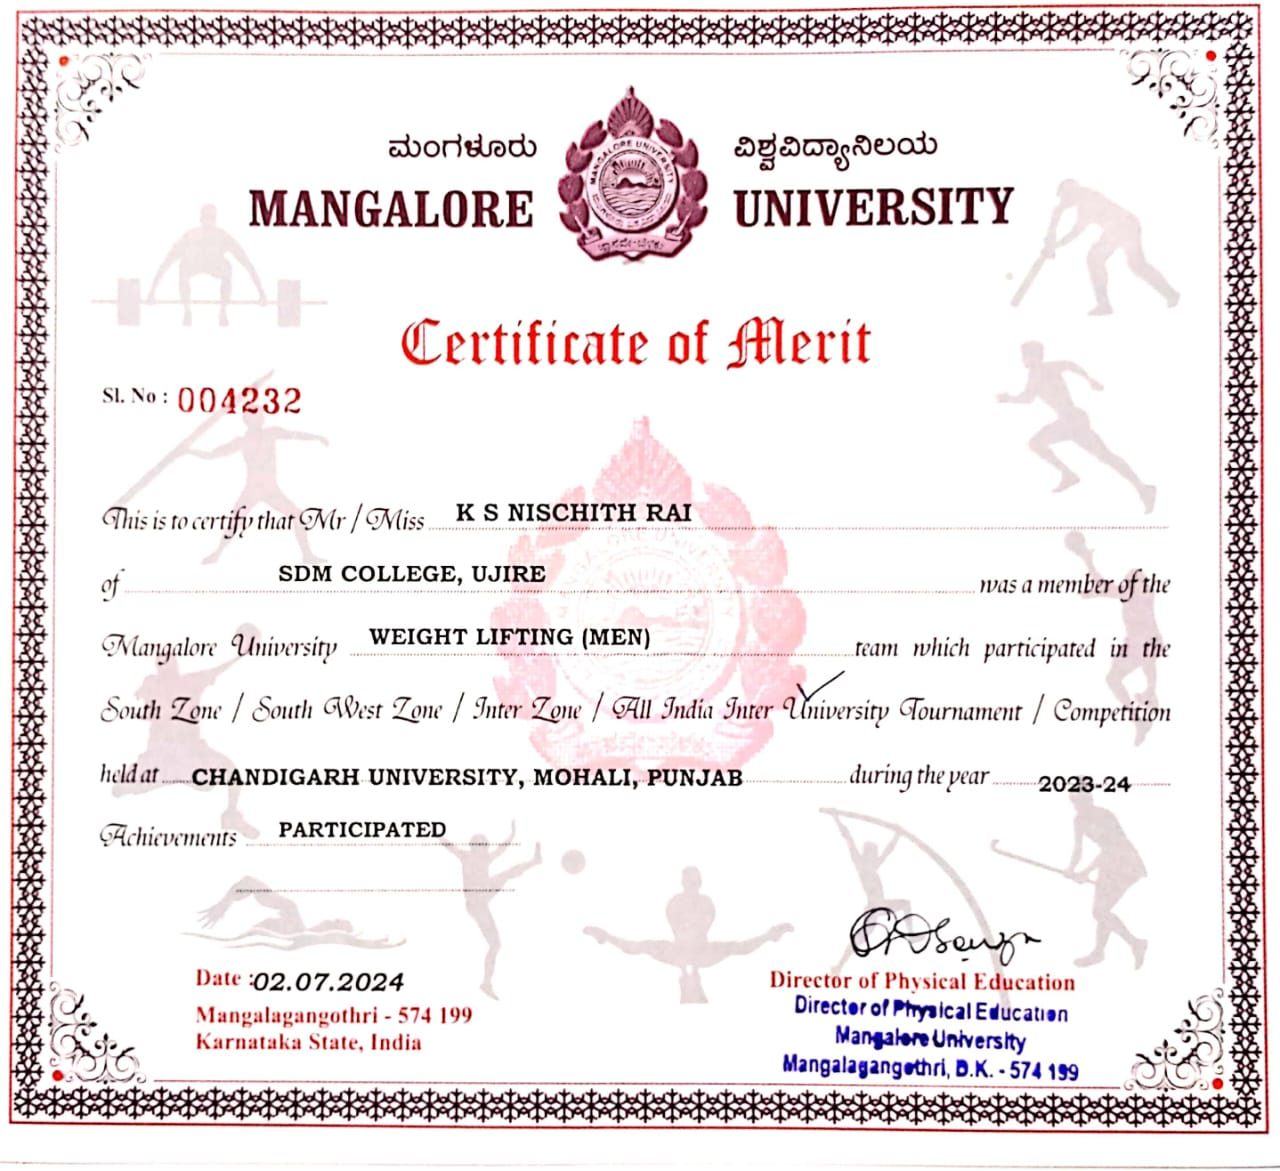 ಮಂಗಳೂರು ವಿಶ್ವವಿದ್ಯಾನಿಲಯ
MANGALORE UNIVERSITY
MANGALORE UNIVERSITY
Certificate of Merit
Sl. No : 004232
This is to certify that Mr / Miss K S NISCHITH RAI
of SDM COLLEGE, UJIRE was a member of the
Mangalore University WEIGHT LIFTING (MEN) team which participated in the
South Zone / South West Zone / Inter Zone / All India Inter University Tournament / Competition
held at CHANDIGARH UNIVERSITY, MOHALI, PUNJAB during the year 2023-24
Achievements PARTICIPATED
Date :02.07.2024
Mangalagangothri - 574 199
Karnataka State, India
Director of Physical Education
Director of Physical Education
Mangalore University
Mangalagangothri, D.K. - 574 199